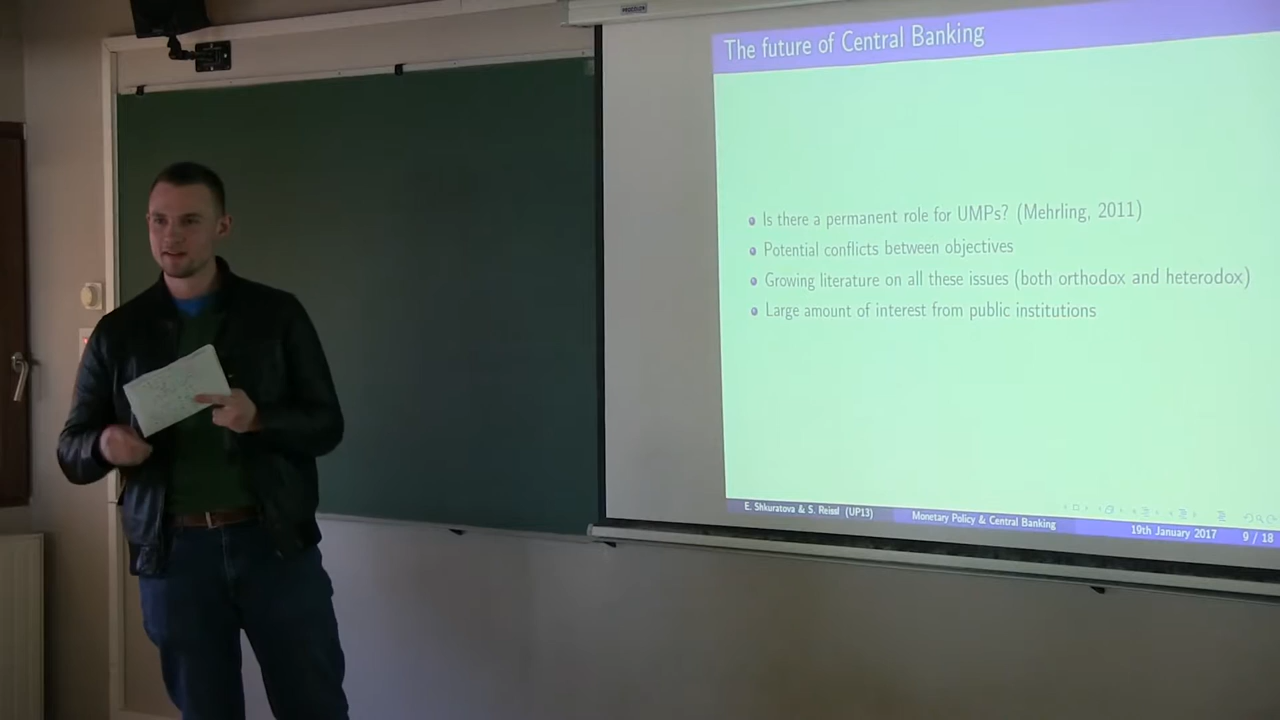 The future of Central Banking
Is there a permanent role for UMPs? (Mehrling, 2011)
Potential conflicts between objectives
Growing literature on all these issues (both orthodox and heterodox)
Large amount of interest from public institutions
E. Shkuratova & S. Reissl (UP13) Monetary Policy & Central Banking 19th January 2017 9 / 18